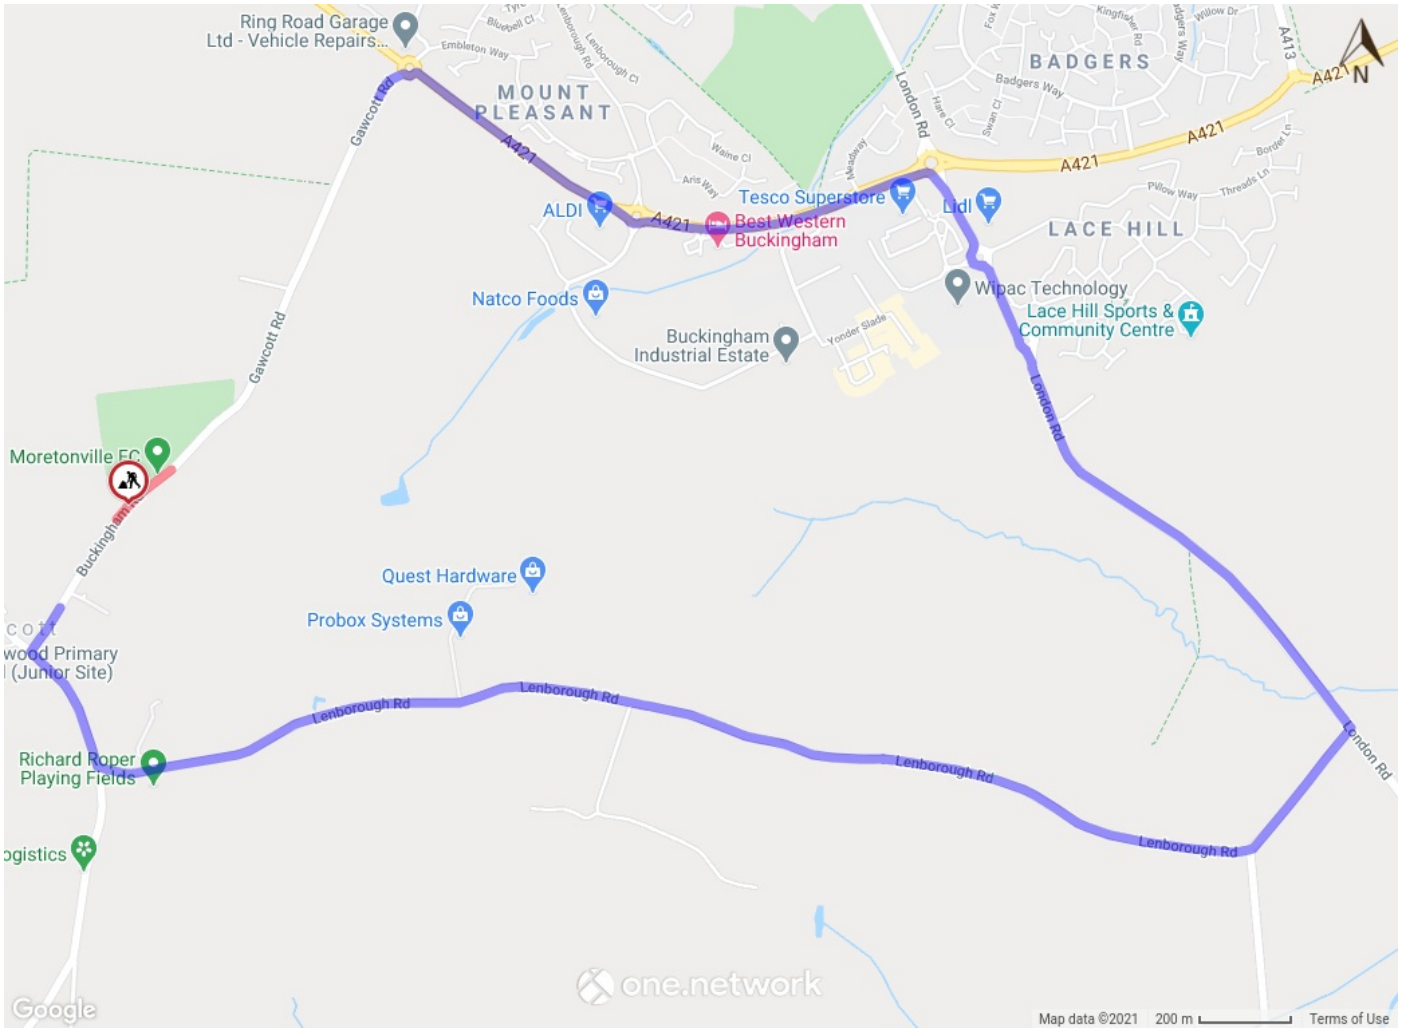 Ring Road Garage
Ltd - Vehicle Repairs...
Bluebell Cl
Embleton Way
Lenborough Rd
Lenborough Cl
MOUNT
PLEASANT
Gawcott Rd
A421
Waine Cl
Aris Way
ALDI
A421
Best Western
Buckingham
Tesco Superstore
Meadway
London Rd
Hare Cl
Swan Cl
Badgers Way
BADGERS
Kingfisher Rd
Willow Dr
Badgers Way
A413
A421
N
A421
A421
Border Ln
Threads Ln
Pillow Way
Lidl
LACE HILL
Wipac Technology
Lace Hill Sports &
Community Centre
Natco Foods
Buckingham
Industrial Estate
Yonder Slade
Gawcott Rd
London Rd
Moretonville FC
Buckingham Rd
Quest Hardware
Probox Systems
cott
wood Primary
l (Junior Site)
Lenborough Rd
Lenborough Rd
Richard Roper
Playing Fields
Lenborough Rd
London Rd
Lenborough Rd
ogistics
one.network
Google
Map data ©2021
200 m
Terms of Use